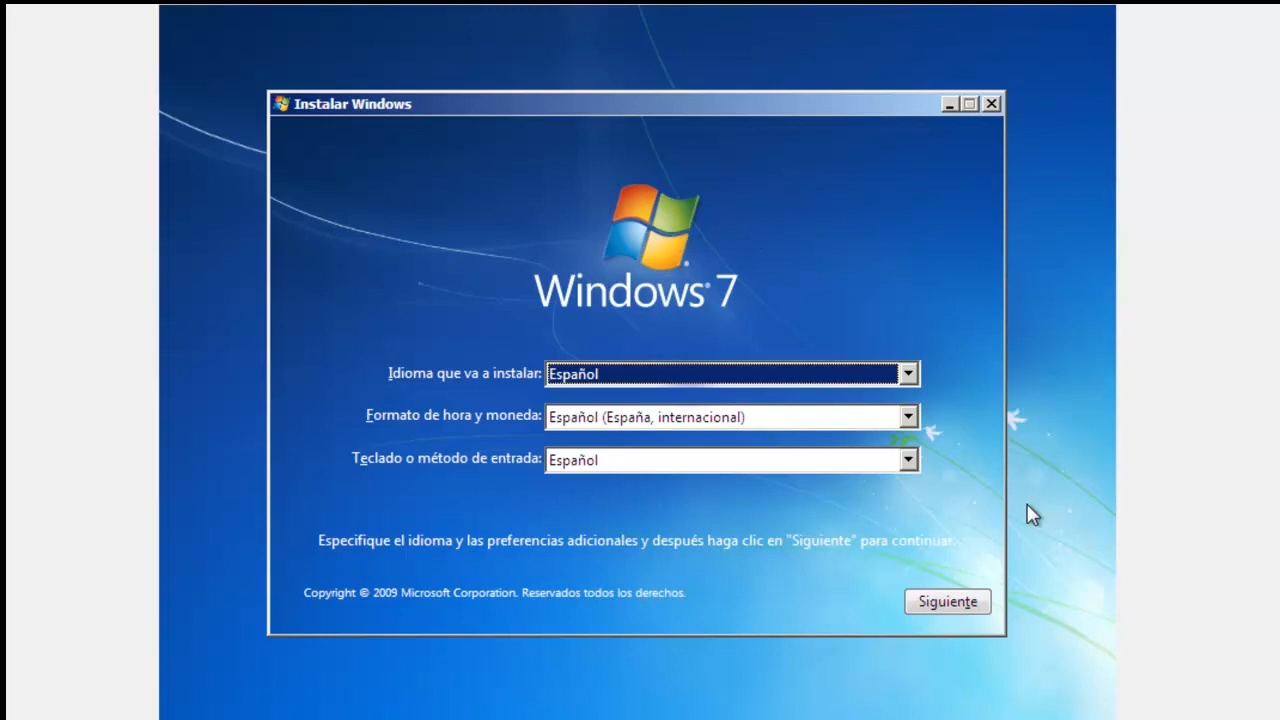 Instalar Windows
Windows® 7
Idioma que va a instalar: Español
Formato de hora y moneda: Español (España, internacional)
Teclado o método de entrada: Español
Especifique el idioma y las preferencias adicionales y después haga clic en "Siguiente" para continuar.
Copyright © 2009 Microsoft Corporation. Reservados todos los derechos.
Siguiente